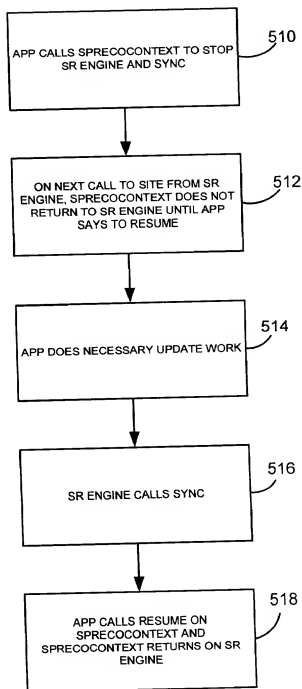 APP CALLS SPRECOCONTEXT TO STOP
SR ENGINE AND SYNC
510
ON NEXT CALL TO SITE FROM SR
ENGINE, SPRECOCONTEXT DOES NOT
RETURN TO SR ENGINE UNTIL APP
SAYS TO RESUME
512
APP DOES NECESSARY UPDATE WORK
514
SR ENGINE CALLS SYNC
516
APP CALLS RESUME ON
SPRECOCONTEXT AND
SPRECOCONTEXT RETURNS ON SR
ENGINE
518